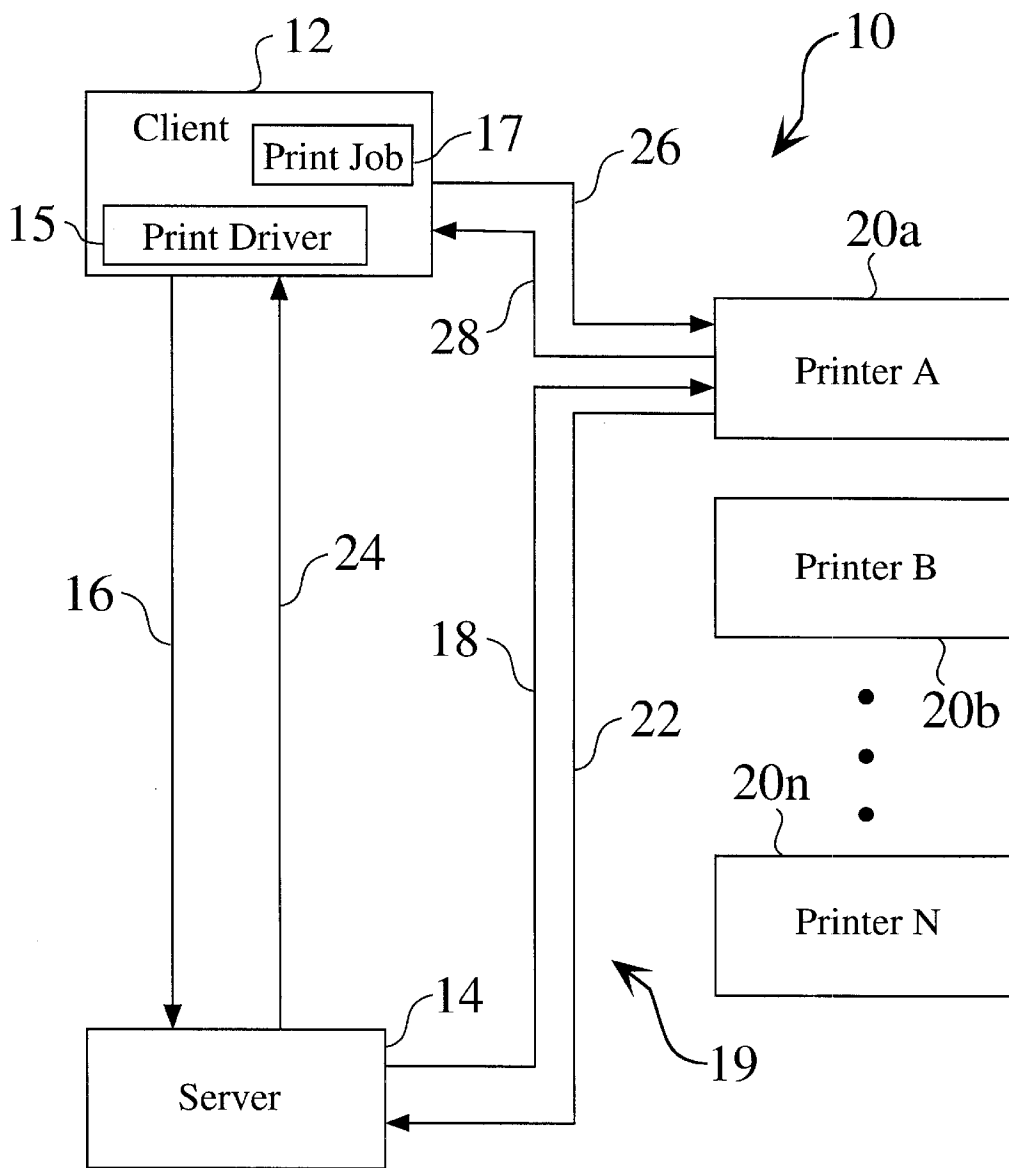 12
10
Client
Print Job
17
26
15
Print Driver
20a
28
Printer A
Printer B
16
24
18
22
20b
20n
Printer N
14
19
Server